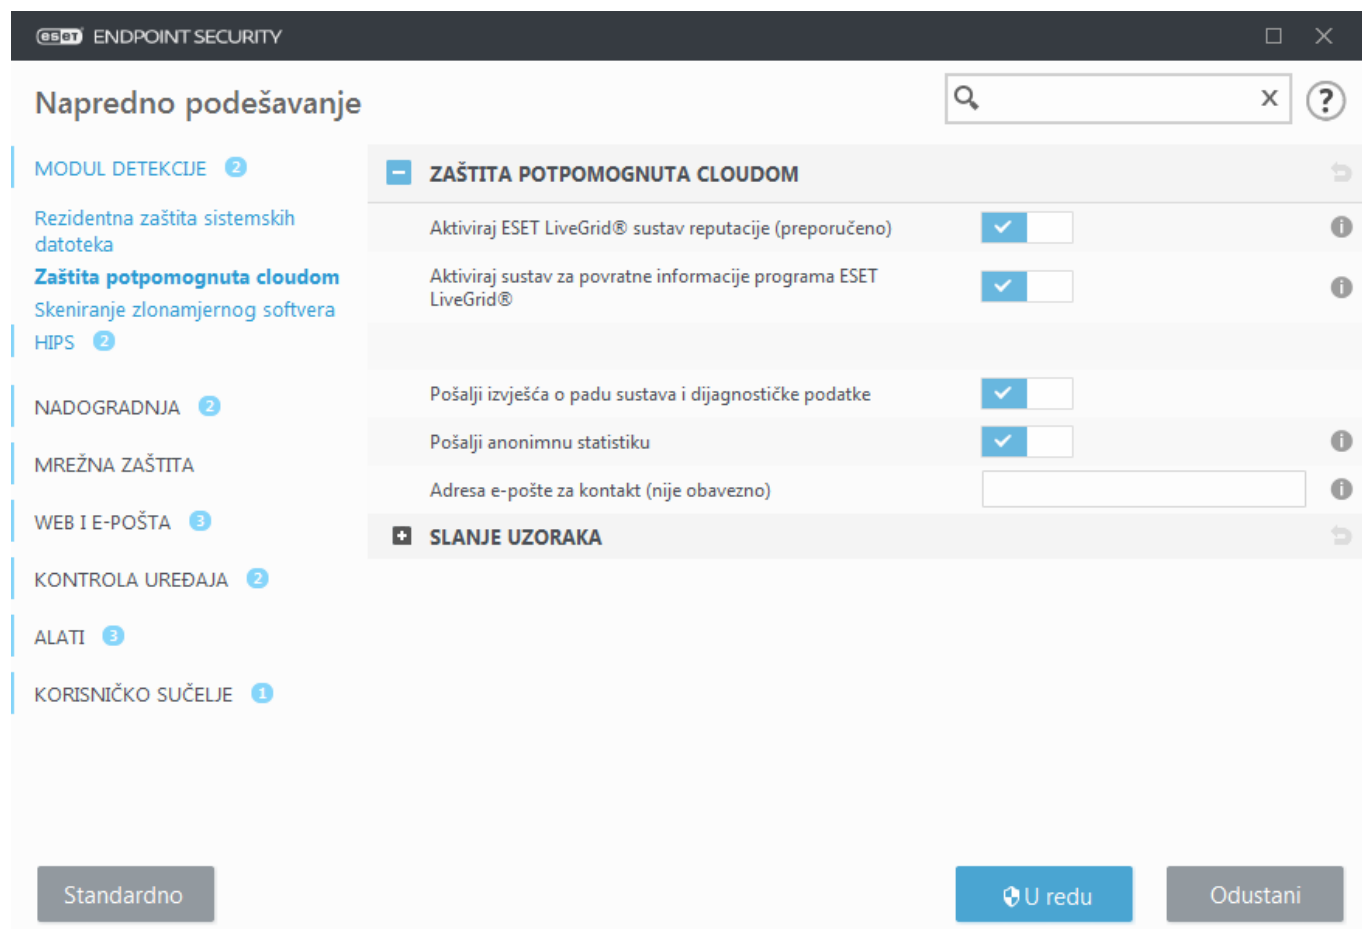 eset ENDPOINT SECURITY
Napredno podešavanje
x
?
MODUL DETEKCIJE 2
Rezidentna zaštita sistemskih
datoteka
Zaštita potpomognuta cloudom
Skeniranje zlonamjernog softvera
HIPS 2
NADOGRADNJA 2
MREŽNA ZAŠTITA
WEB I E-POŠTA 3
KONTROLA UREĐAJA 2
ALATI 3
KORISNIČKO SUČELJE 1
ZAŠTITA POTPOMOGNUTA CLOUDOM
Aktiviraj ESET LiveGrid® sustav reputacije (preporučeno)
Aktiviraj sustav za povratne informacije programa ESET
LiveGrid®
Pošalji izvješća o padu sustava i dijagnostičke podatke
Pošalji anonimnu statistiku
Adresa e-pošte za kontakt (nije obavezno)
SLANJE UZORAKA
Standardno
U redu
Odustani